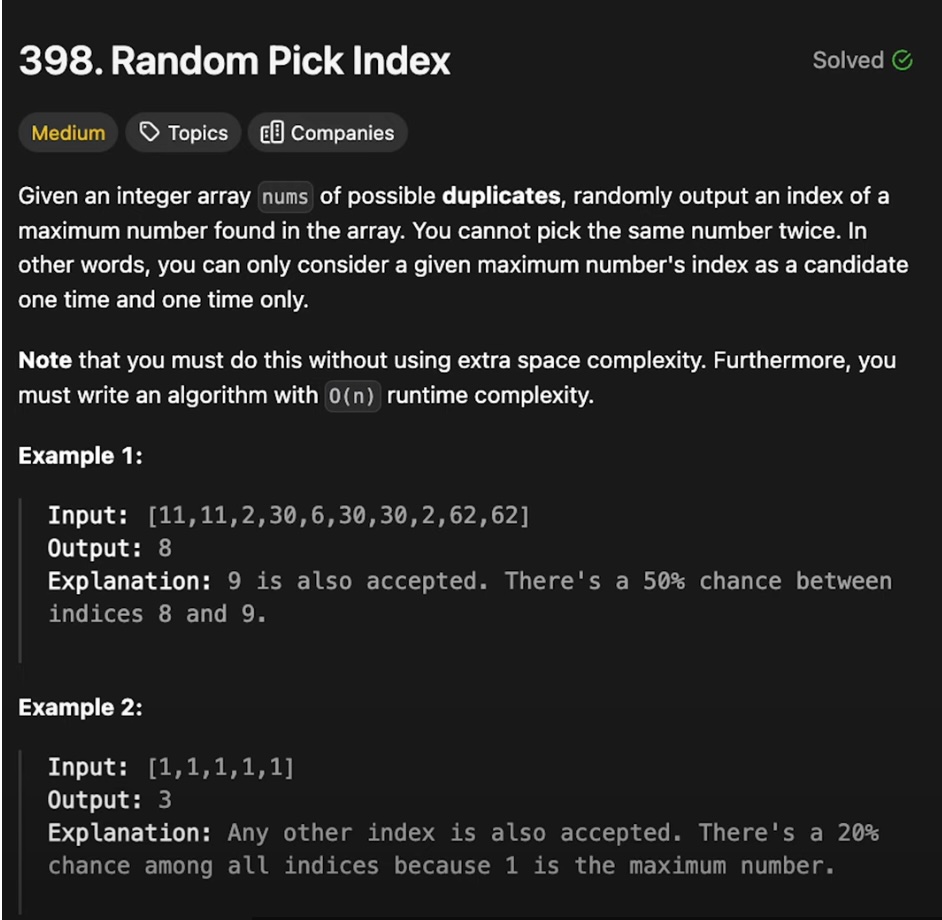 398. Random Pick Index
Solved
Medium
Topics
Companies
Given an integer array nums of possible duplicates, randomly output an index of a
maximum number found in the array. You cannot pick the same number twice. In
other words, you can only consider a given maximum number's index as a candidate
one time and one time only.
Note that you must do this without using extra space complexity. Furthermore, you
must write an algorithm with O(n) runtime complexity.
Example 1:
Input: [11,11,2,30,6,30,30,2,62,62]
Output: 8
Explanation: 9 is also accepted. There's a 50% chance between
indices 8 and 9.
Example 2:
Input: [1,1,1,1,1]
Output: 3
Explanation: Any other index is also accepted. There's a 20%
chance among all indices because 1 is the maximum number.